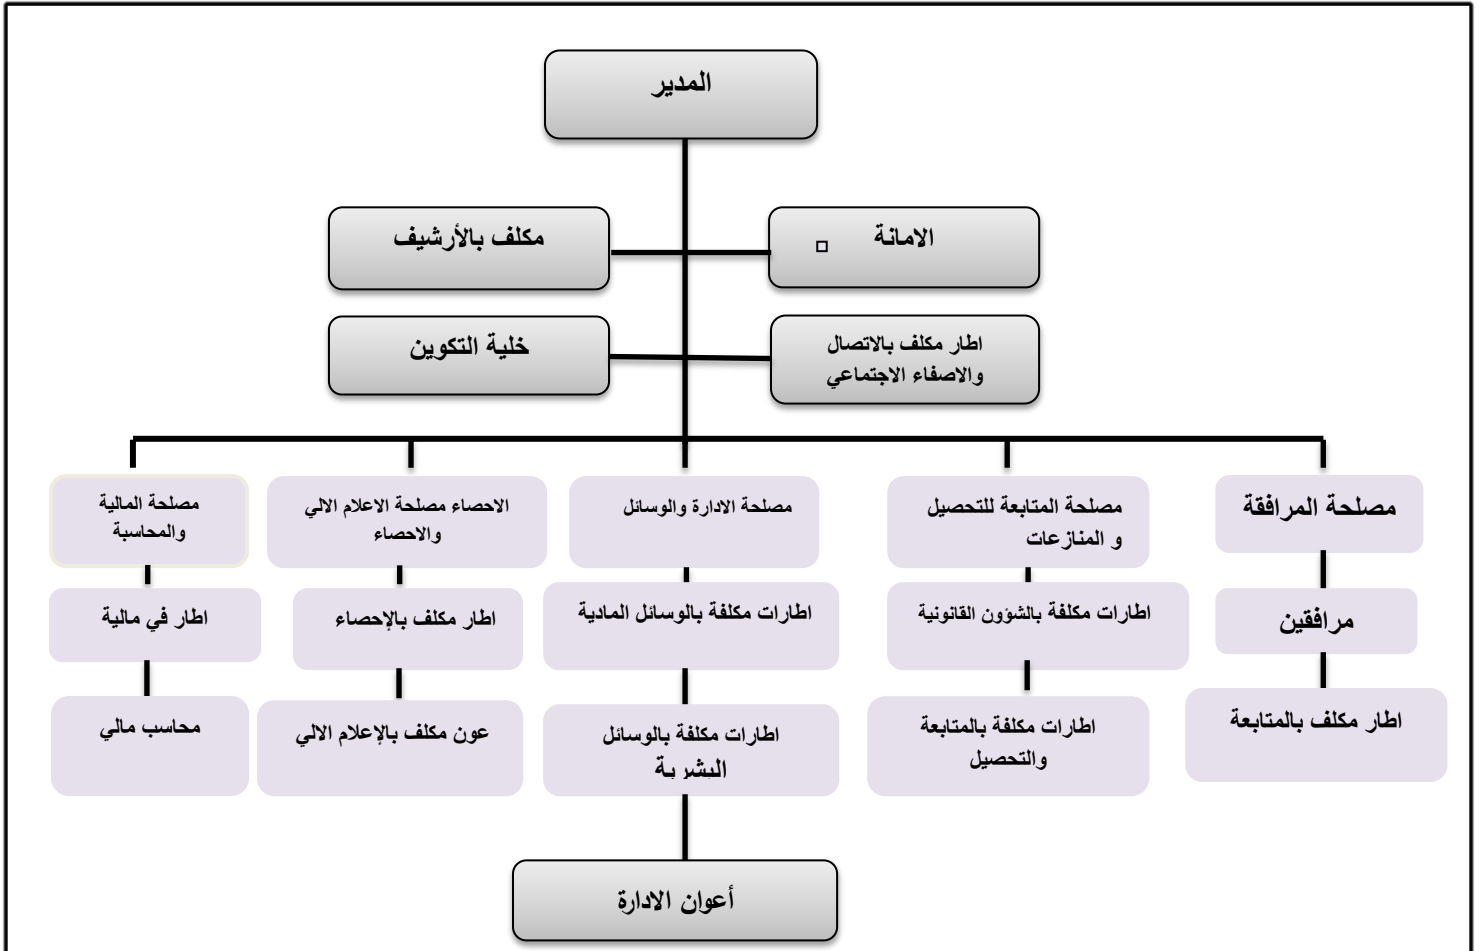 المدير
الامانة
مكلف بالأرشيف
اطار مكلف بالاتصال
والاصفاء الاجتماعي
خلية التكوين
مصلحة المرافقة
مصلحة المتابعة للتحصيل
و المنازعات
مصلحة الادارة والوسائل
الاحصاء مصلحة الاعلام الالي
والاحصاء
مصلحة المالية
والمحاسبة
مرافقين
اطارات مكلفة بالشؤون القانونية
اطارات مكلفة بالوسائل المادية
اطار مكلف بالإحصاء
اطار في مالية
اطار مكلف بالمتابعة
اطارات مكلفة بالمتابعة
والتحصيل
اطارات مكلفة بالوسائل
البشرية
عون مكلف بالإعلام الالي
محاسب مالي
أعوان الادارة